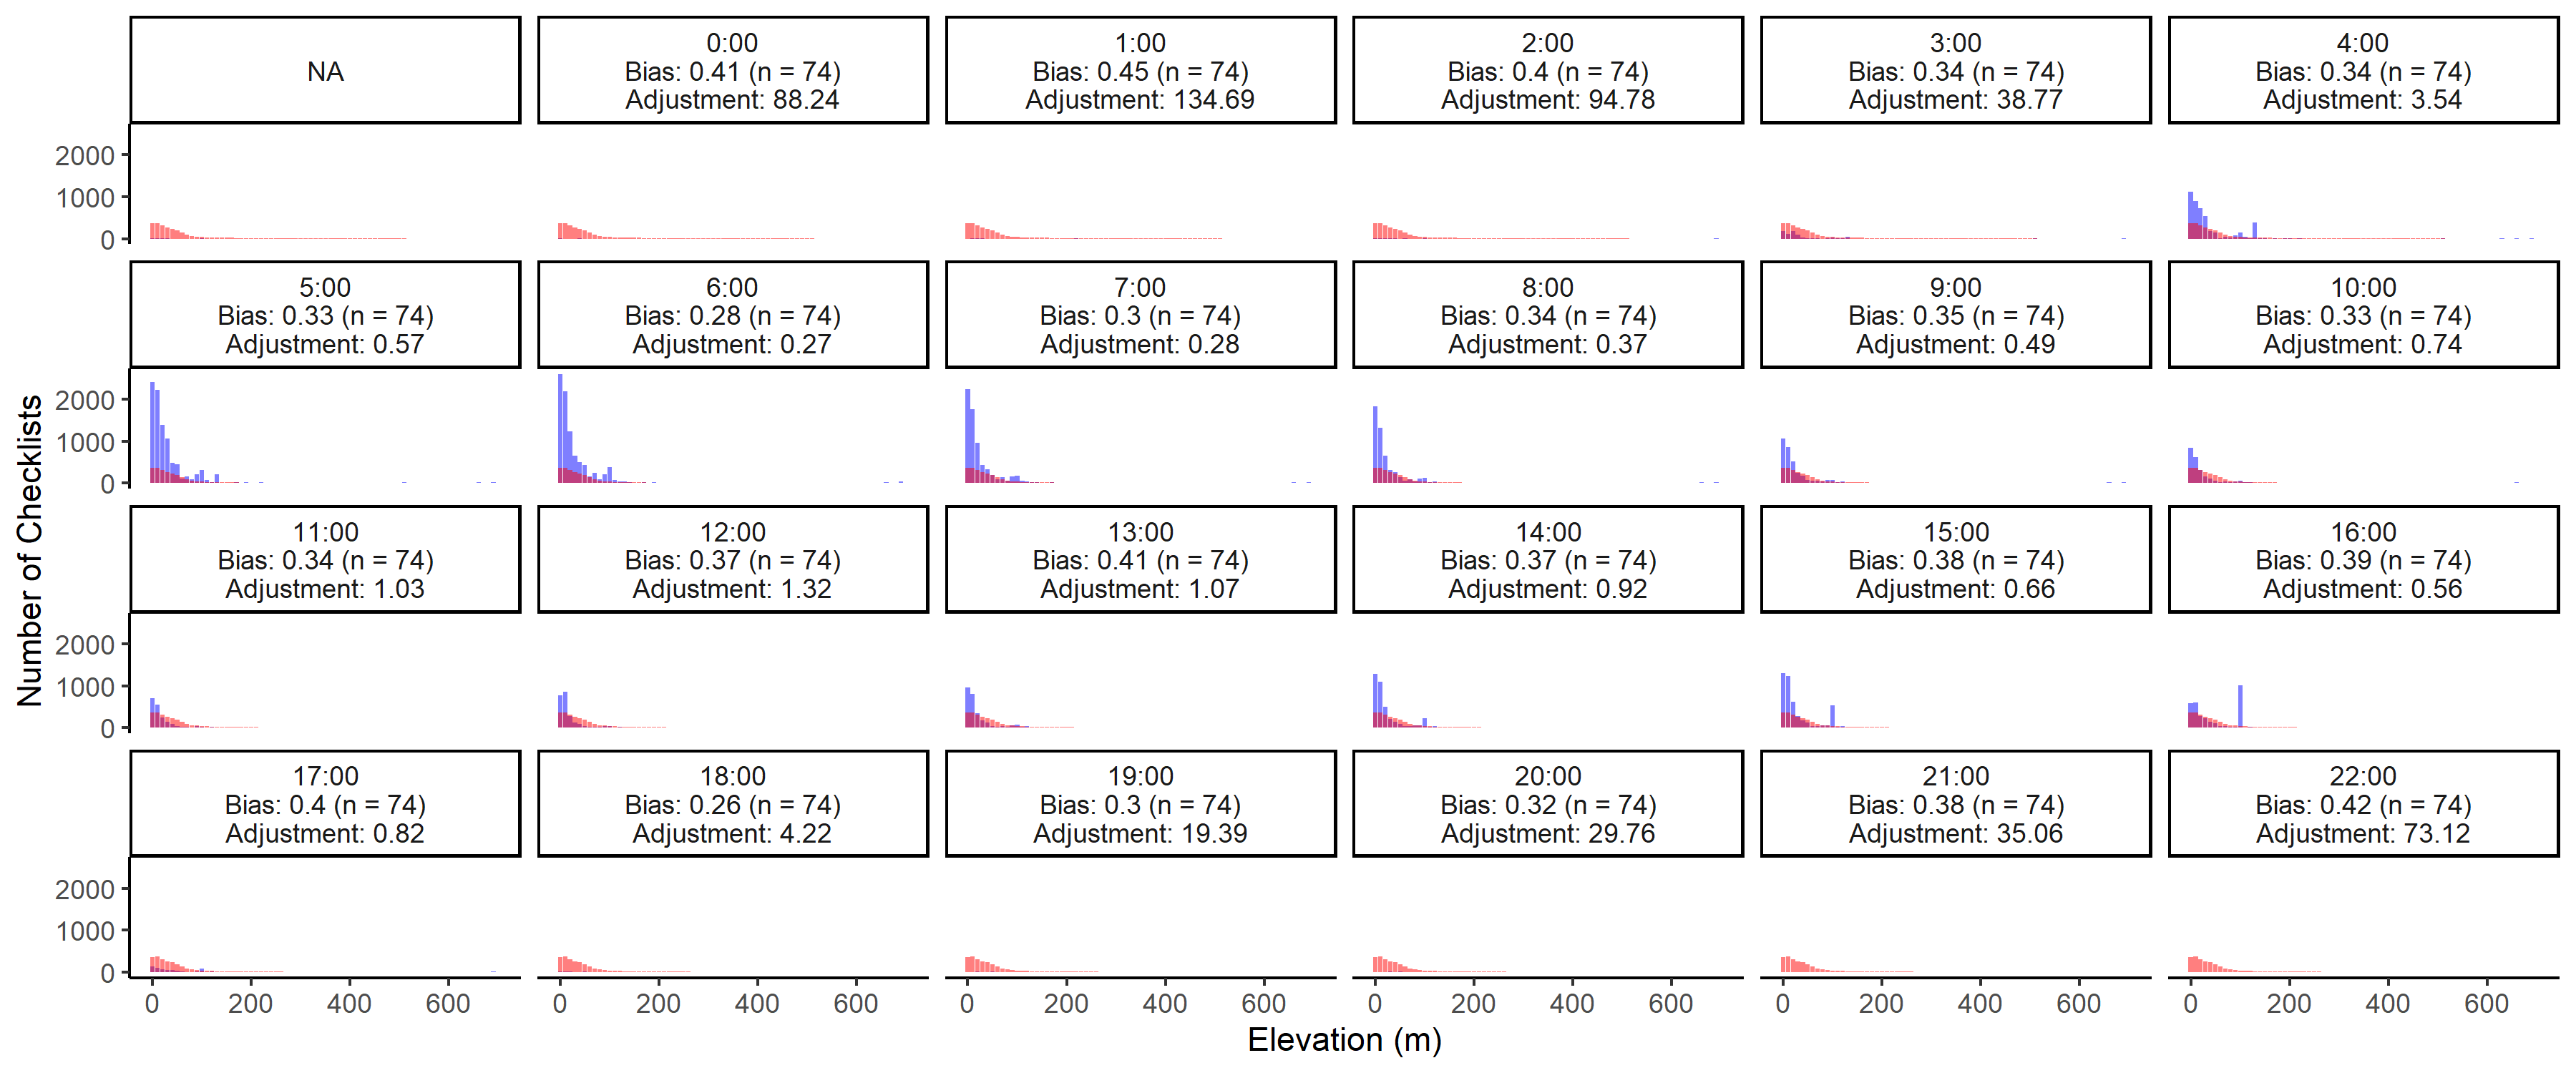 NA
0:00
Bias: 0.41 (n = 74)
Adjustment: 88.24
1:00
Bias: 0.45 (n = 74)
Adjustment: 134.69
2:00
Bias: 0.4 (n = 74)
Adjustment: 94.78
3:00
Bias: 0.34 (n = 74)
Adjustment: 38.77
4:00
Bias: 0.34 (n = 74)
Adjustment: 3.54
2000
1000
0
5:00
Bias: 0.33 (n = 74)
Adjustment: 0.57
6:00
Bias: 0.28 (n = 74)
Adjustment: 0.27
7:00
Bias: 0.3 (n = 74)
Adjustment: 0.28
8:00
Bias: 0.34 (n = 74)
Adjustment: 0.37
9:00
Bias: 0.35 (n = 74)
Adjustment: 0.49
10:00
Bias: 0.33 (n = 74)
Adjustment: 0.74
2000
1000
0
11:00
Bias: 0.34 (n = 74)
Adjustment: 1.03
12:00
Bias: 0.37 (n = 74)
Adjustment: 1.32
13:00
Bias: 0.41 (n = 74)
Adjustment: 1.07
14:00
Bias: 0.37 (n = 74)
Adjustment: 0.92
15:00
Bias: 0.38 (n = 74)
Adjustment: 0.66
16:00
Bias: 0.39 (n = 74)
Adjustment: 0.56
2000
1000
0
17:00
Bias: 0.4 (n = 74)
Adjustment: 0.82
18:00
Bias: 0.26 (n = 74)
Adjustment: 4.22
19:00
Bias: 0.3 (n = 74)
Adjustment: 19.39
20:00
Bias: 0.32 (n = 74)
Adjustment: 29.76
21:00
Bias: 0.38 (n = 74)
Adjustment: 35.06
22:00
Bias: 0.42 (n = 74)
Adjustment: 73.12
2000
1000
0
0 200 400 600
0 200 400 600
0 200 400 600
0 200 400 600
0 200 400 600
0 200 400 600
Elevation (m)
Number of Checklists